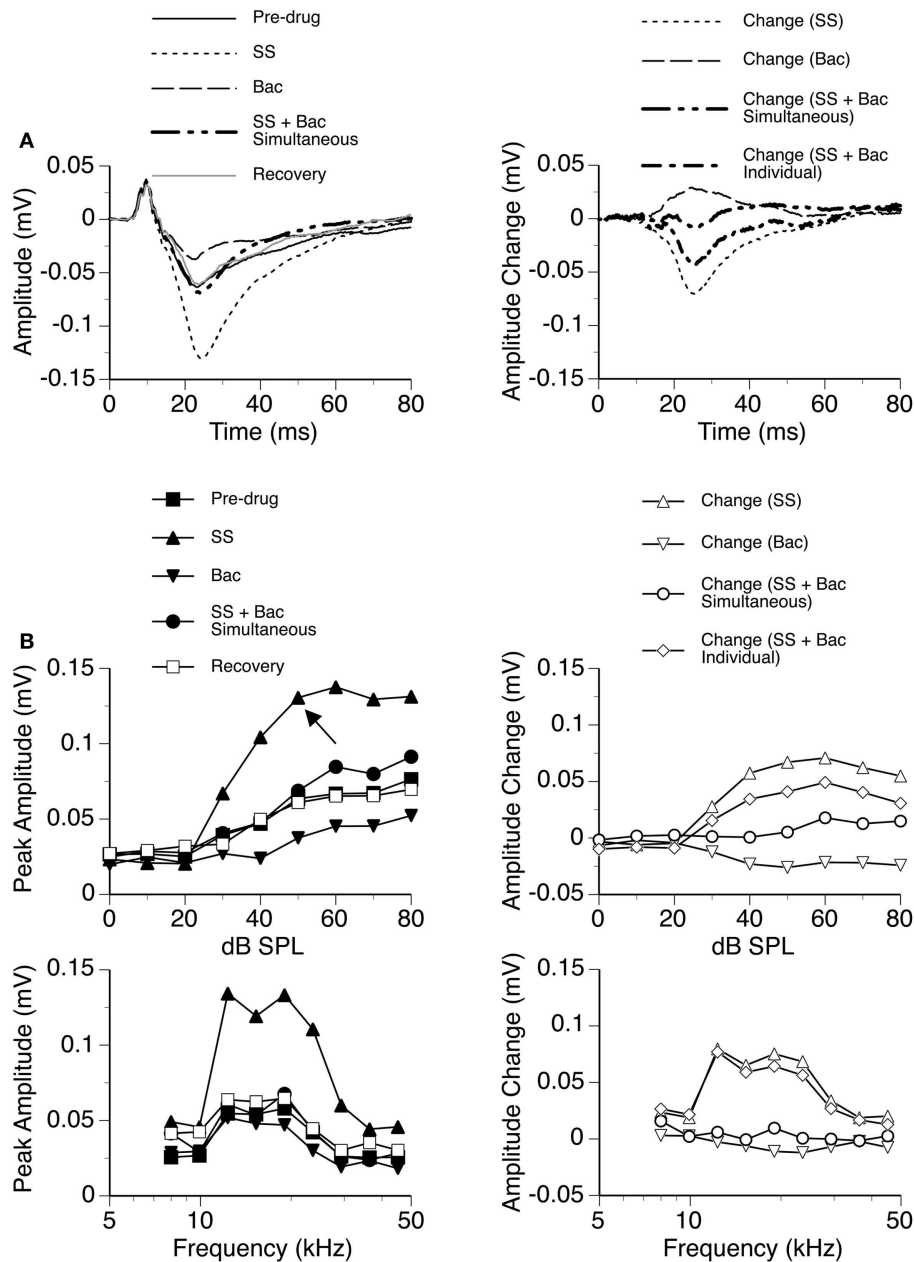 Pre-drug
SS
Bac
SS + Bac
Simultaneous
Recovery
Change (SS)
Change (Bac)
Change (SS + Bac
Simultaneous)
Change (SS + Bac
Individual)
A
0.05
0
-0.05
-0.1
-0.15
Amplitude (mV)
0 20 40 60 80
Time (ms)
0.05
0
-0.05
-0.1
-0.15
Amplitude Change (mV)
0 20 40 60 80
Time (ms)
Pre-drug
SS
Bac
SS + Bac
Simultaneous
Recovery
Change (SS)
Change (Bac)
Change (SS + Bac
Simultaneous)
Change (SS + Bac
Individual)
B
0.15
0.1
0.05
0
Peak Amplitude (mV)
0 20 40 60 80
dB SPL
0.15
0.1
0.05
0
-0.05
Amplitude Change (mV)
0 20 40 60 80
dB SPL
0.15
0.1
0.05
0
Peak Amplitude (mV)
5 10 50
Frequency (kHz)
0.15
0.1
0.05
0
-0.05
Amplitude Change (mV)
5 10 50
Frequency (kHz)